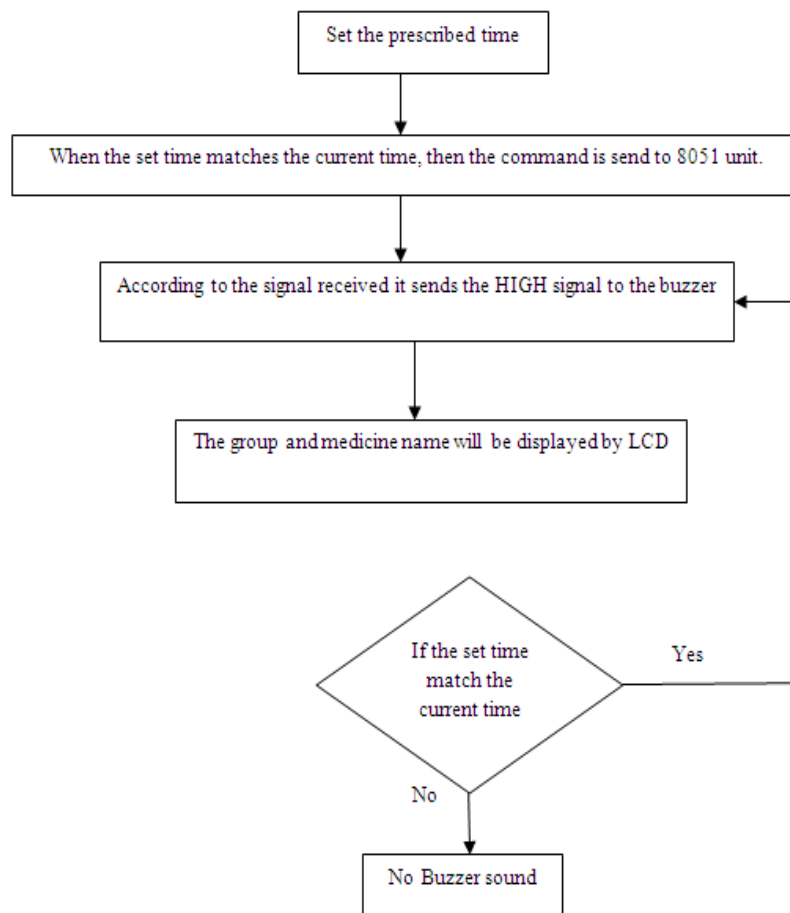 Set the prescribed time
When the set time matches the current time, then the command is send to 8051 unit.
According to the signal received it sends the HIGH signal to the buzzer
The group and medicine name will be displayed by LCD
If the set time
match the
current time
Yes
No
No Buzzer sound